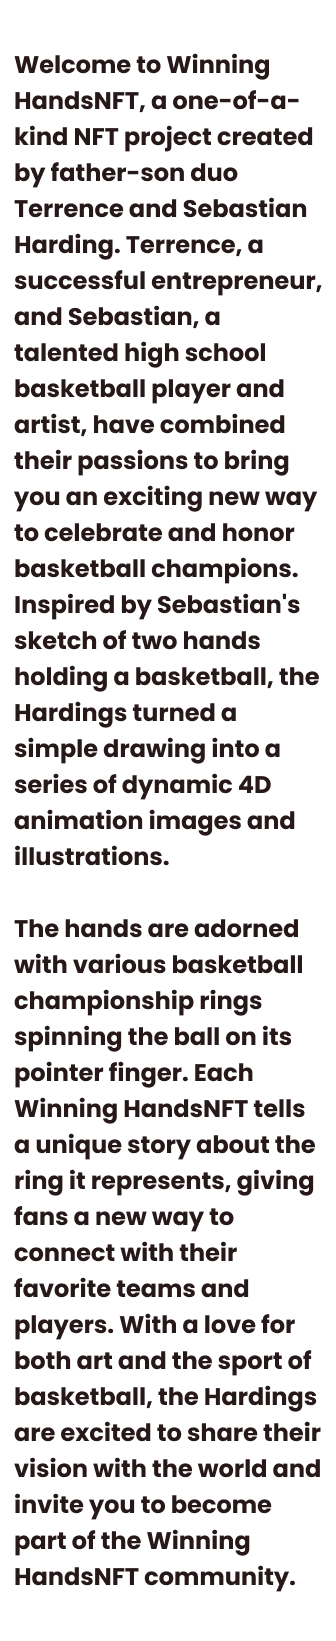 Welcome to Winning
HandsNFT, a one-of-a-
kind NFT project created
by father-son duo
Terrence and Sebastian
Harding. Terrence, a
successful entrepreneur,
and Sebastian, a
talented high school
basketball player and
artist, have combined
their passions to bring
you an exciting new way
to celebrate and honor
basketball champions.
Inspired by Sebastian's
sketch of two hands
holding a basketball, the
Hardings turned a
simple drawing into a
series of dynamic 4D
animation images and
illustrations.
The hands are adorned
with various basketball
championship rings
spinning the ball on its
pointer finger. Each
Winning HandsNFT tells
a unique story about the
ring it represents, giving
fans a new way to
connect with their
favorite teams and
players. With a love for
both art and the sport of
basketball, the Hardings
are excited to share their
vision with the world and
invite you to become
part of the Winning
HandsNFT community.